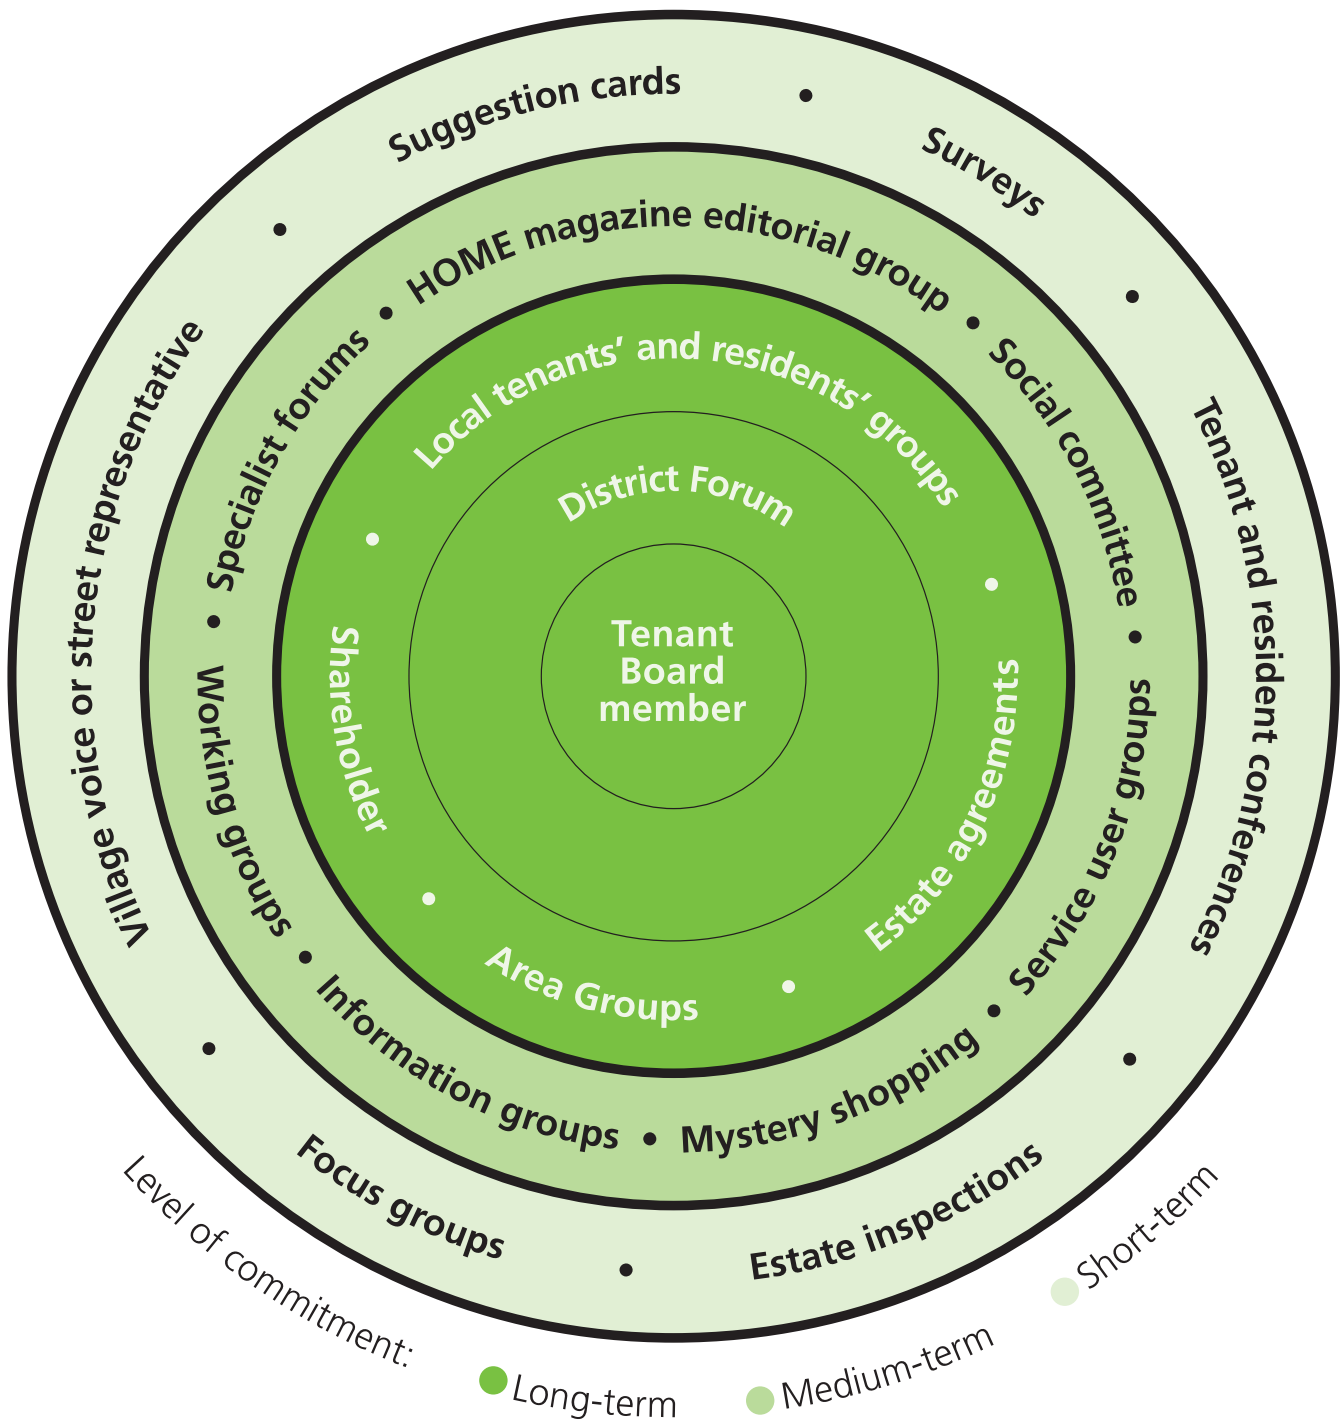 Suggestion cards
•
Surveys
•
Tenant and resident conferences
•
Estate inspections
•
Focus groups
•
Village voice or street representative
•
HOME magazine editorial group
•
Social committee
•
Service user groups
•
Mystery shopping
•
Information groups
•
Working groups
•
Specialist forums
•
Local tenants’ and residents’ groups
•
Estate agreements
•
Area Groups
•
Shareholder
•
District Forum
Tenant
Board
member
Level of commitment:
Long-term
Medium-term
Short-term